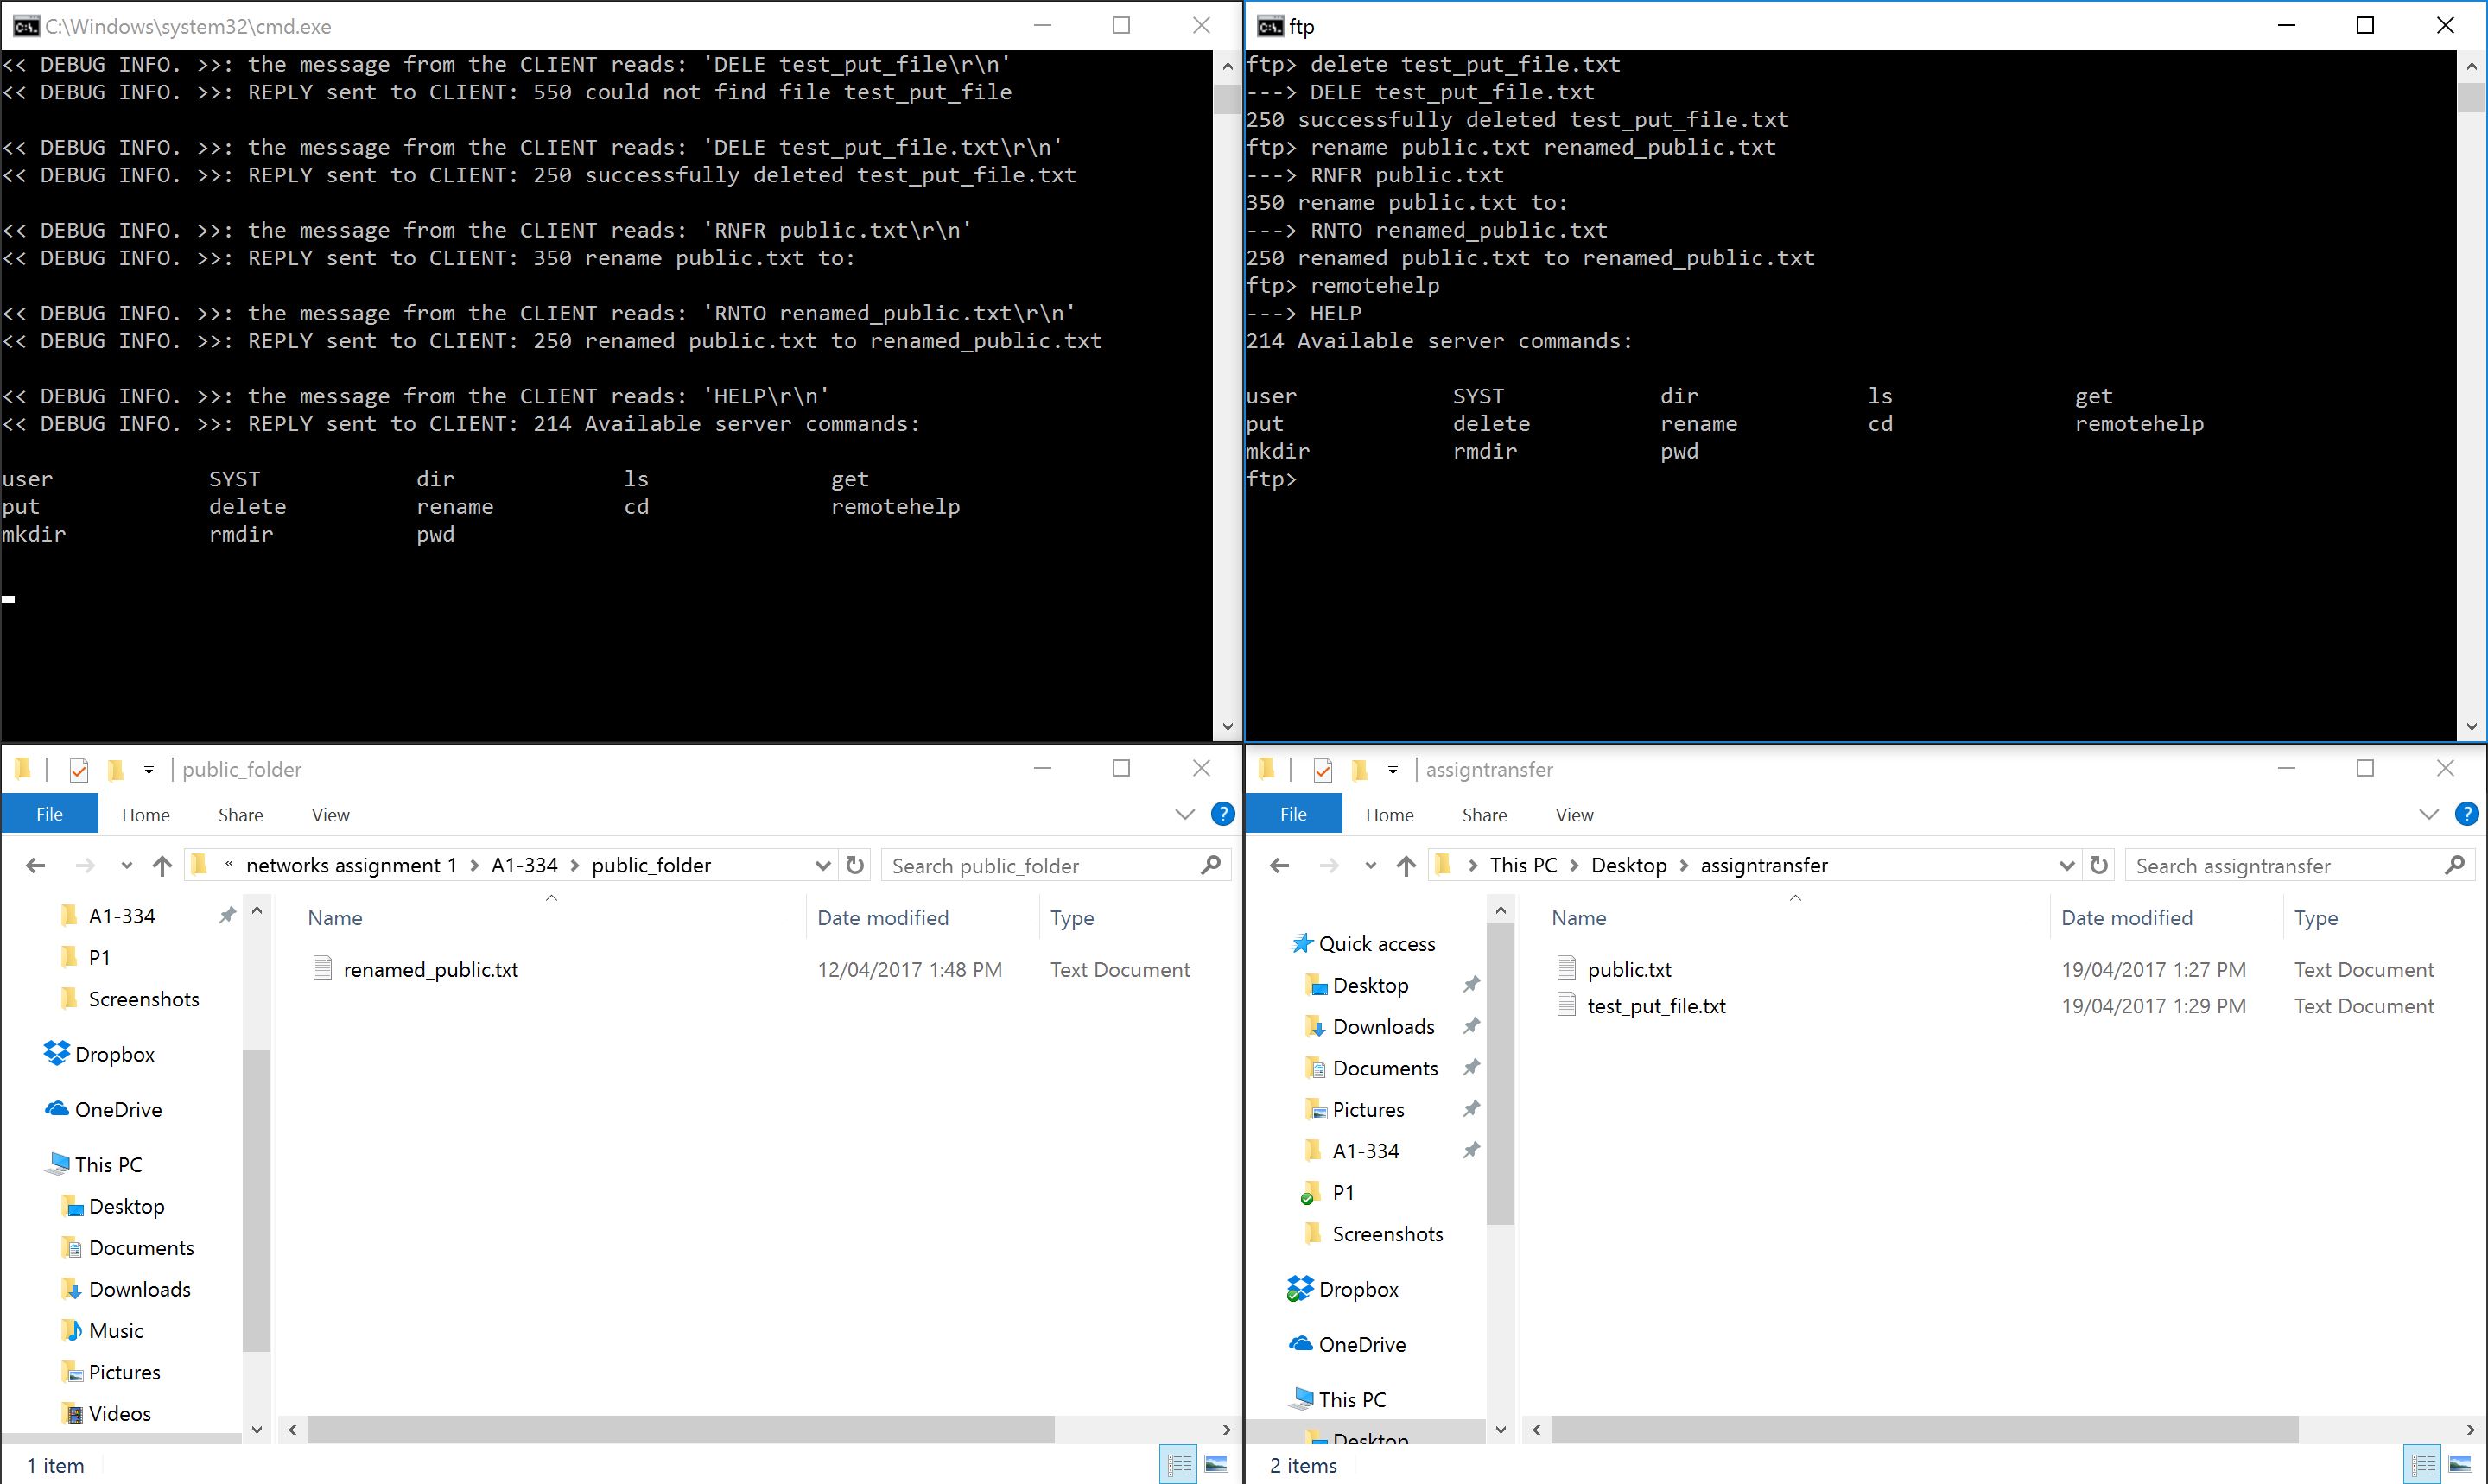 C:\Windows\system32\cmd.exe
<< DEBUG INFO. >>: the message from the CLIENT reads: 'DELE test_put_file\r\n'
<< DEBUG INFO. >>: REPLY sent to CLIENT: 550 could not find file test_put_file
<< DEBUG INFO. >>: the message from the CLIENT reads: 'DELE test_put_file.txt\r\n'
<< DEBUG INFO. >>: REPLY sent to CLIENT: 250 successfully deleted test_put_file.txt
<< DEBUG INFO. >>: the message from the CLIENT reads: 'RNFR public.txt\r\n'
<< DEBUG INFO. >>: REPLY sent to CLIENT: 350 rename public.txt to:
<< DEBUG INFO. >>: the message from the CLIENT reads: 'RNTO renamed_public.txt\r\n'
<< DEBUG INFO. >>: REPLY sent to CLIENT: 250 renamed public.txt to renamed_public.txt
<< DEBUG INFO. >>: the message from the CLIENT reads: 'HELP\r\n'
<< DEBUG INFO. >>: REPLY sent to CLIENT: 214 Available server commands:
user SYST dir ls get
put delete rename cd remotehelp
mkdir rmdir pwd
ftp
ftp> delete test_put_file.txt
---> DELE test_put_file.txt
250 successfully deleted test_put_file.txt
ftp> rename public.txt renamed_public.txt
---> RNFR public.txt
350 rename public.txt to:
---> RNTO renamed_public.txt
250 renamed public.txt to renamed_public.txt
ftp> remotehelp
---> HELP
214 Available server commands:
user SYST dir ls get
put delete rename cd remotehelp
mkdir rmdir pwd
ftp>
public_folder
File Home Share View
« networks assignment 1 > A1-334 > public_folder
Search public_folder
A1-334
P1
Screenshots
Dropbox
OneDrive
This PC
Desktop
Documents
Downloads
Music
Pictures
Videos
Name Date modified Type
renamed_public.txt 12/04/2017 1:48 PM Text Document
1 item
assigntransfer
File Home Share View
> This PC > Desktop > assigntransfer
Search assigntransfer
Quick access
Desktop
Downloads
Documents
Pictures
A1-334
P1
Screenshots
Dropbox
OneDrive
This PC
Desktop
Name Date modified Type
public.txt 19/04/2017 1:27 PM Text Document
test_put_file.txt 19/04/2017 1:29 PM Text Document
2 items